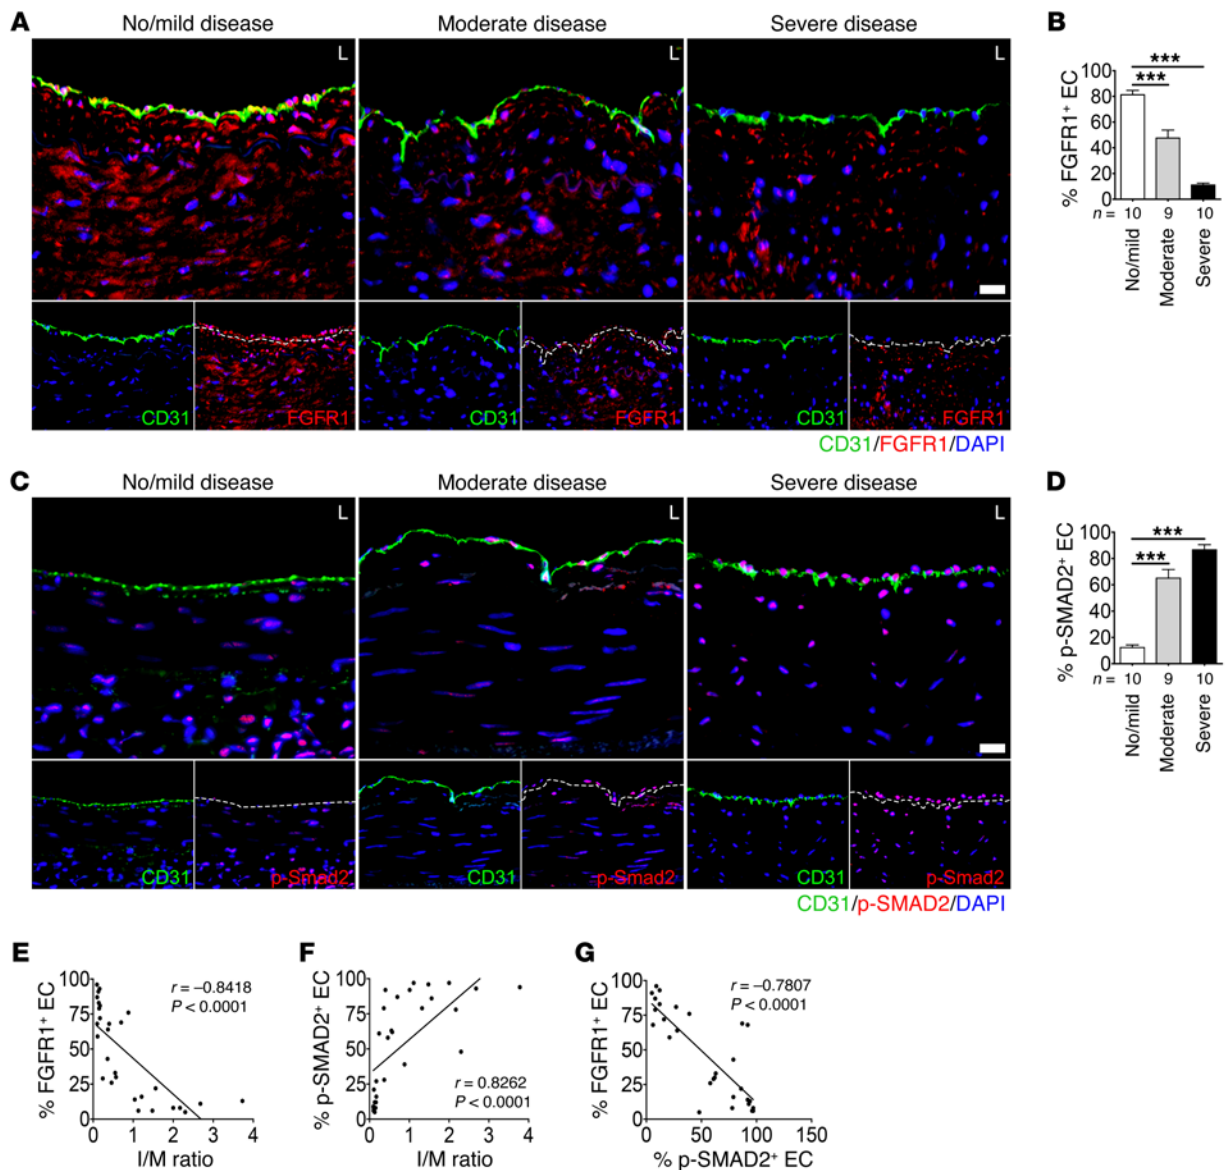 A
No/mild disease
Moderate disease
Severe disease
L
L
L
CD31
FGFR1
CD31
FGFR1
CD31
FGFR1
CD31/FGFR1/DAPI
B
% FGFR1+ EC
100
80
60
40
20
0
***
***
n = 10 9 10
No/mild
Moderate
Severe
C
No/mild disease
Moderate disease
Severe disease
L
L
L
CD31
p-Smad2
CD31
p-Smad2
CD31
p-Smad2
CD31/p-SMAD2/DAPI
D
% p-SMAD2+ EC
100
80
60
40
20
0
***
***
n = 10 9 10
No/mild
Moderate
Severe
E
% FGFR1+ EC
100
75
50
25
0
r = −0.8418
P < 0.0001
0 1 2 3 4
I/M ratio
F
% p-SMAD2+ EC
100
75
50
25
0
r = 0.8262
P < 0.0001
0 1 2 3 4
I/M ratio
G
% FGFR1+ EC
100
75
50
25
0
r = −0.7807
P < 0.0001
0 50 100 150
% p-SMAD2+ EC